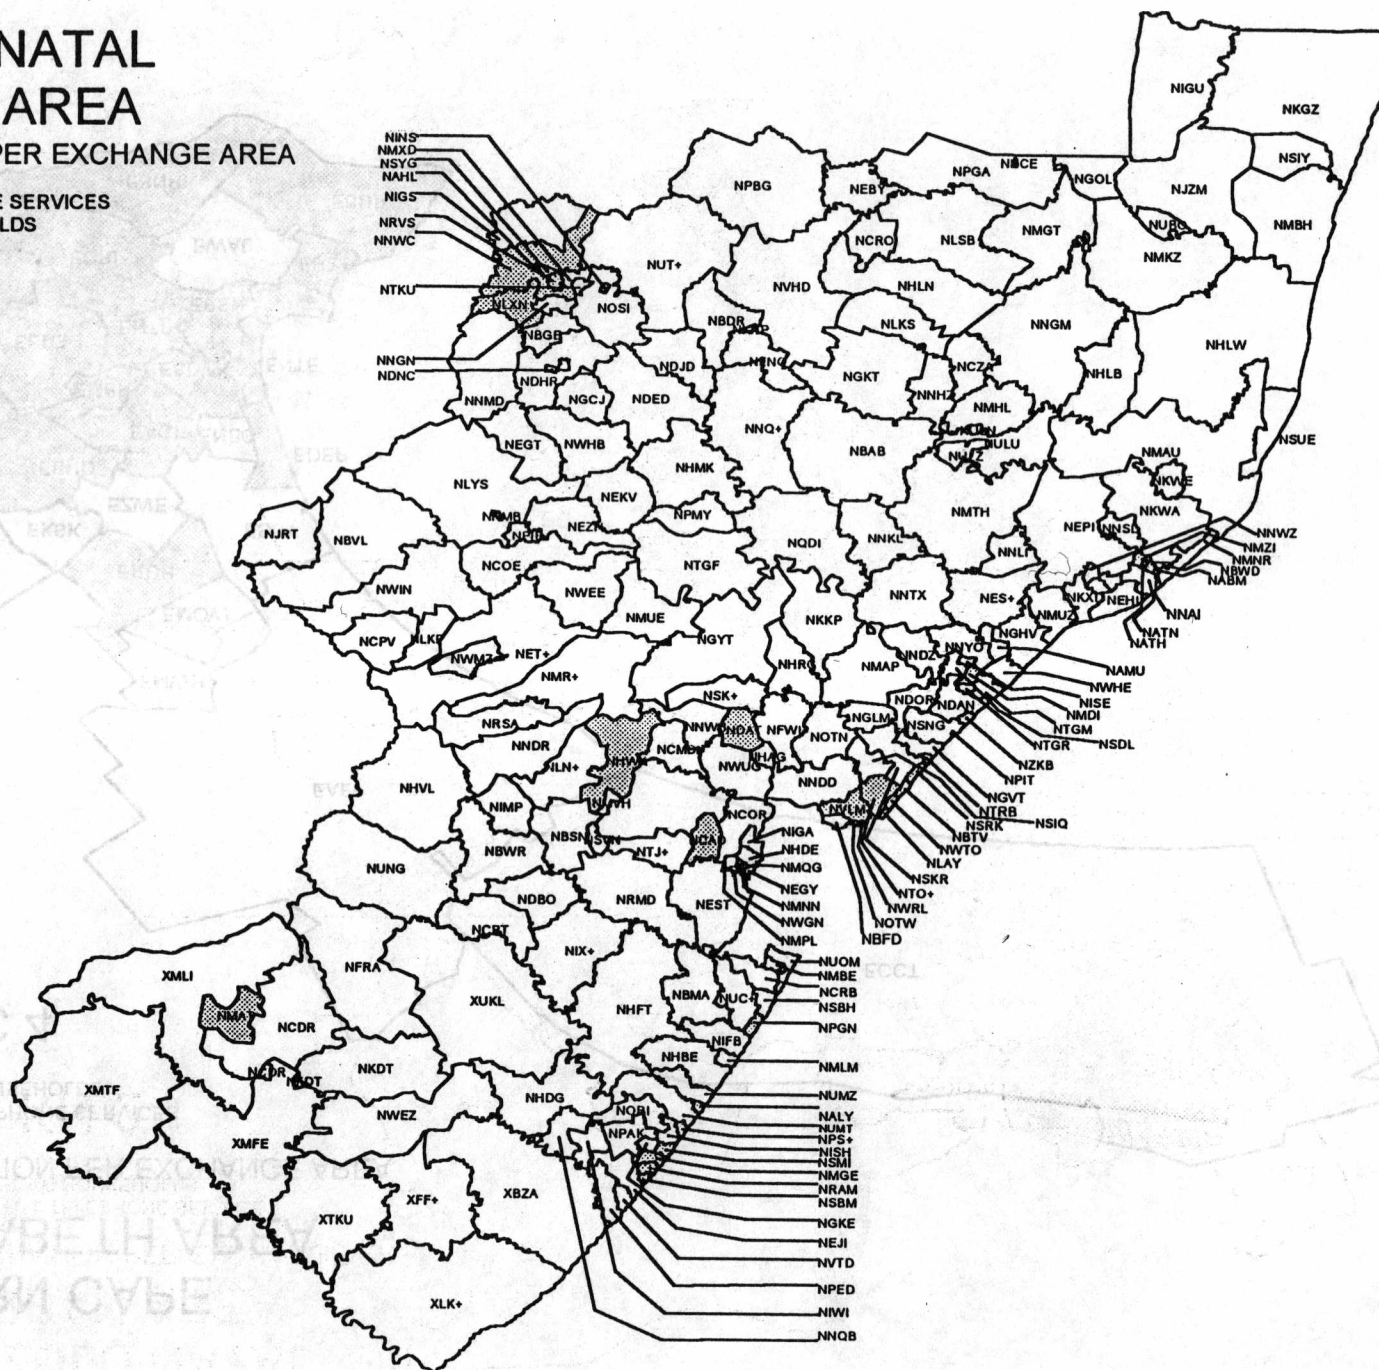 NATAL
AREA
PER EXCHANGE AREA
E SERVICES
LDS
NIGU
NKGZ
NINS
NMXD
NSYG
NAHL
NIGS
NRVS
NNWC
NTKU
NNGN
NDNC
NPBG
NEBY
NPGA
NGOL
NSIY
NJZM
NMBH
NCRO
NLSB
NMGT
NMKZ
NUT+
NVHD
NHLN
NOSI
NBDR
NLKS
NNGM
NHLW
NDHR
NDJD
NGKT
NHLB
NNMD
NGCJ
NDED
NNHZ
NMHL
NEGT
NWHB
NNQ+
NBAB
NULU
NSUE
NMAU
NHMK
NLYS
NKWE
NEKV
NPMY
NMTH
NKWA
NJRT
NBVL
NQDI
NNKL
NEPI
NNWZ
NMZI
NMNR
NBWD
NABM
NCOE
NTGF
NNLI
NWIN
NWEE
NNTX
NES+
NMUZ
NNAI
NATN
NATH
NMUE
NKKP
NGYT
NGHV
NCPV
NWMZ
NET+
NMR+
NMAP
NNDZ
NNYO
NAMU
NWHE
NISE
NMDI
NTGM
NSDL
NTGR
NSK+
NDOR
NDAN
NRSA
NGLM
NSNG
NZKB
NPIT
NNDR
NOTN
NGVT
NTRB
NSIQ
NSRK
NHVL
NLN+
NWUG
NNDD
NBTV
NWTO
NLAY
NIMP
NCOR
NSKR
NTO+
NWRL
NOTW
NBFD
NBSN
NIGA
NHDE
NMQG
NEGY
NMNN
NWGN
NMPL
NUNG
NBWR
NTJ+
NDBO
NRMD
NEST
NIX+
NFRA
XMLI
XUKL
NHFT
NBMA
NUOM
NMBE
NCRB
NSBH
NPGN
NCDR
NIFB
NHBE
NMLM
XMTF
NKDT
NHDG
NWEZ
NPAK
NUMZ
NALY
NUMT
NPS+
NISH
NSMI
NMGE
NRAM
NSBM
NGKE
NEJI
NVTD
NPED
NIWI
NNQB
XMFE
XTKU
XFF+
XBZA
XLK+